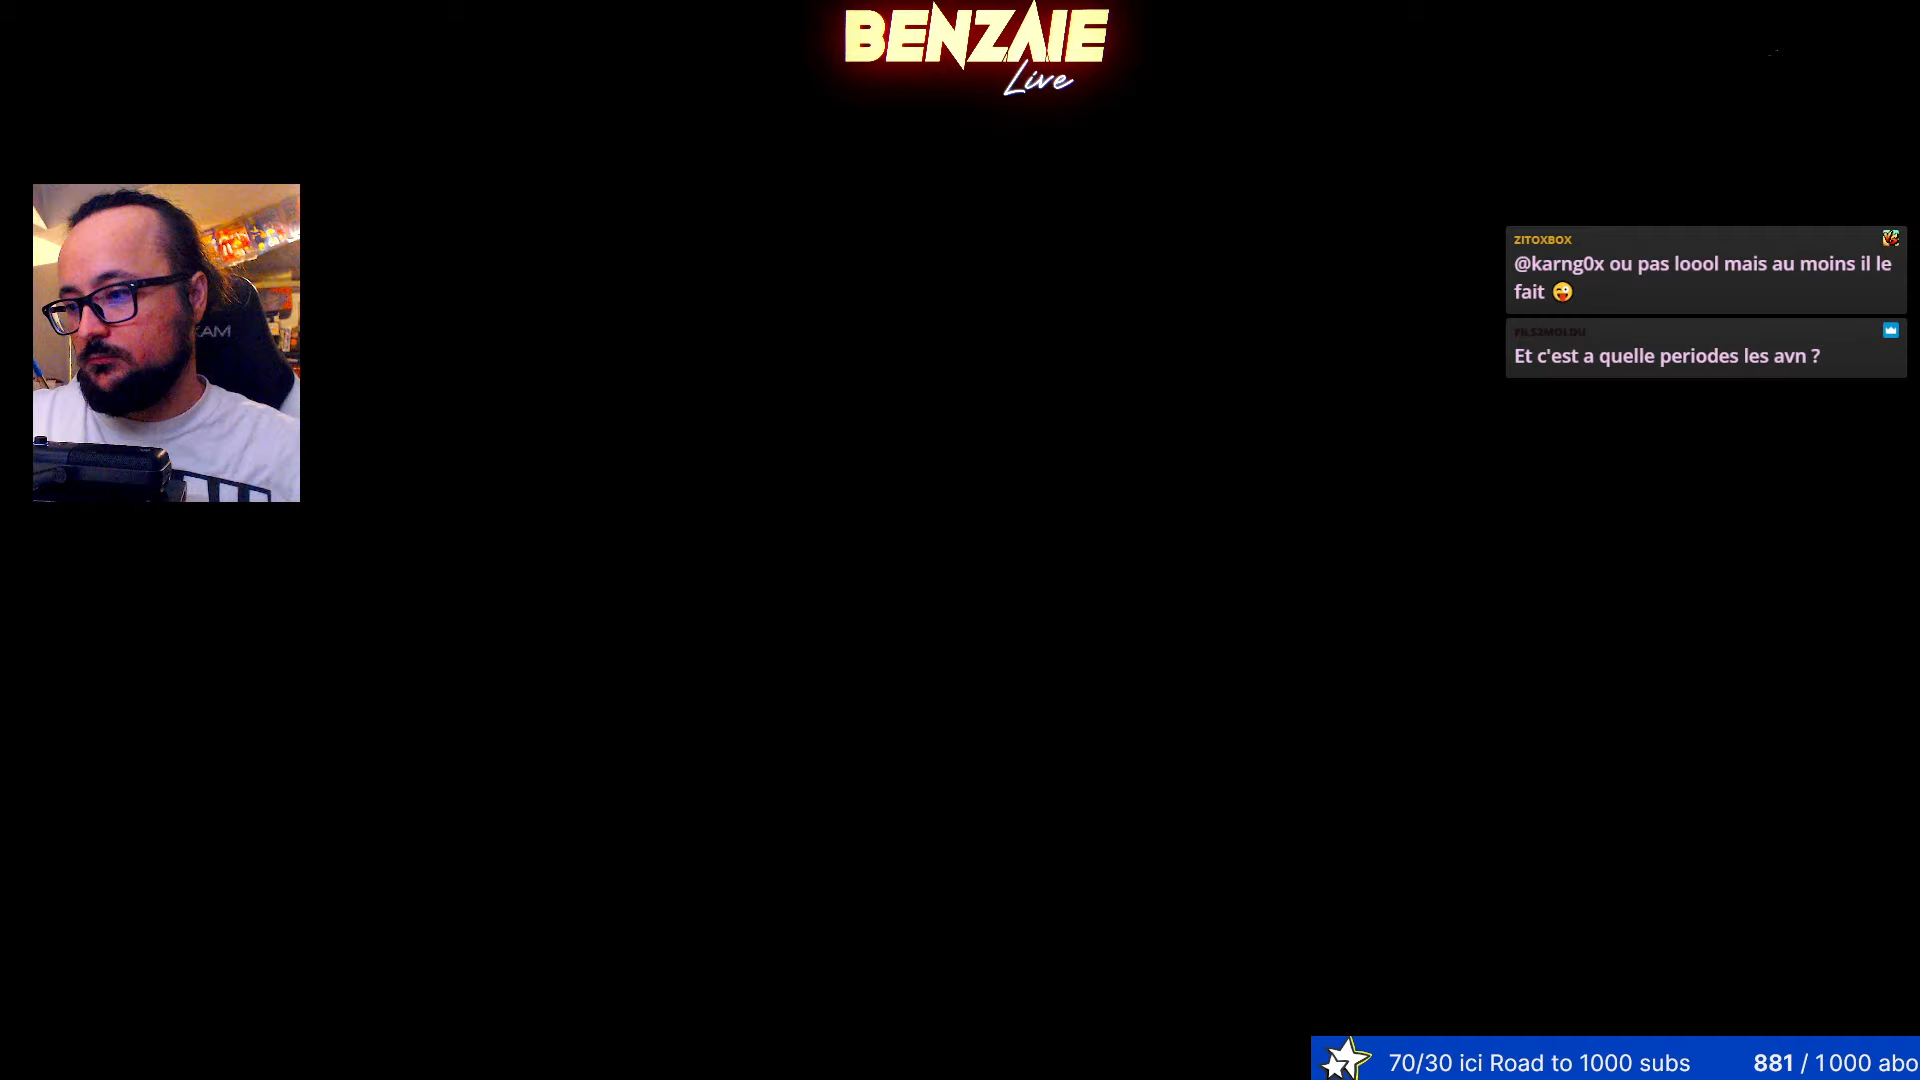 BENZAIE
Live
KAM
ZITOXBOX
@karng0x ou pas loool mais au moins il le
fait 😜
Et c'est a quelle periodes les avn ?
70/30 ici Road to 1000 subs
881 / 1000 abo